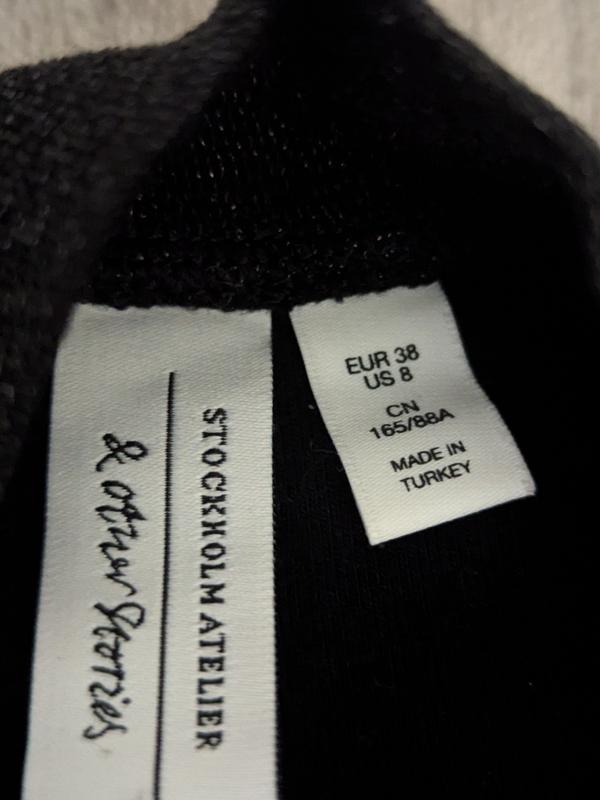 & other Stories
STOCKHOLM ATELIER
EUR 38
US 8
CN
165/88A
MADE IN
TURKEY